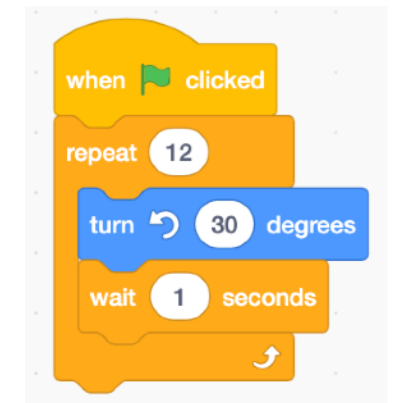 when clicked
repeat 12
turn 30 degrees
wait 1 seconds